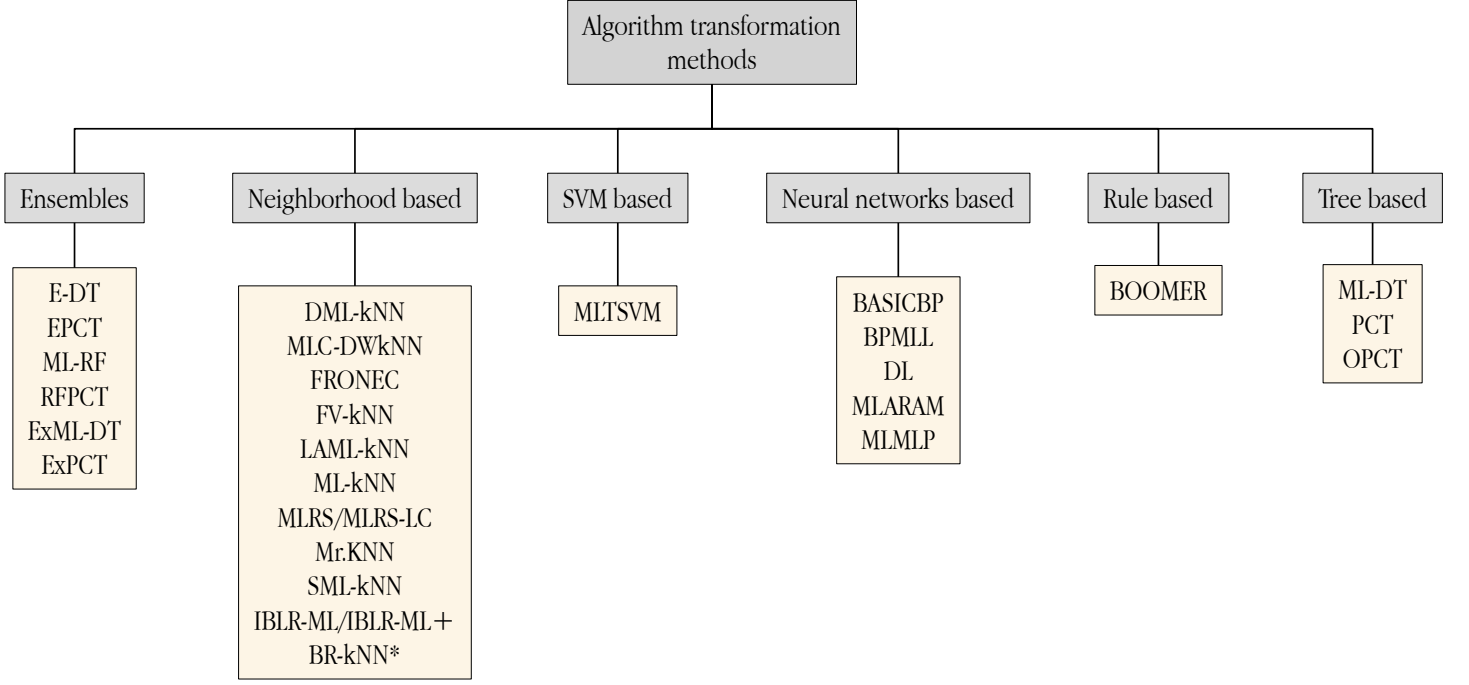 Algorithm transformation
methods
Ensembles
Neighborhood based
SVM based
Neural networks based
Rule based
Tree based
E-DT
EPCT
ML-RF
RFPCT
ExML-DT
ExPCT
DML-kNN
MLC-DWkNN
FRONEC
FV-kNN
LAML-kNN
ML-kNN
MLRS/MLRS-LC
Mr.KNN
SML-kNN
IBLR-ML/IBLR-ML+
BR-kNN*
MLTSVM
BASICBP
BPMLL
DL
MLARAM
MLMLP
BOOMER
ML-DT
PCT
OPCT